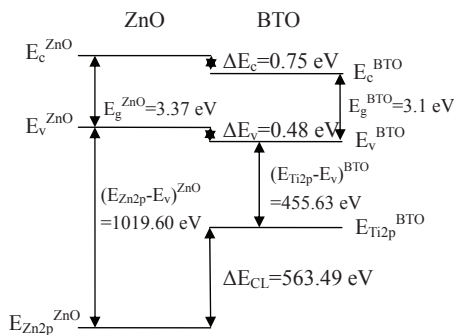 ZnO BTO
E_c^ZnO ΔE_c=0.75 eV E_c^BTO
E_g^ZnO=3.37 eV E_g^BTO=3.1 eV
E_v^ZnO ΔE_v=0.48 eV E_v^BTO
(E_Zn2p-E_v)^ZnO
=1019.60 eV
(E_Ti2p-E_v)^BTO
=455.63 eV
E_Ti2p^BTO
ΔE_CL=563.49 eV
E_Zn2p^ZnO